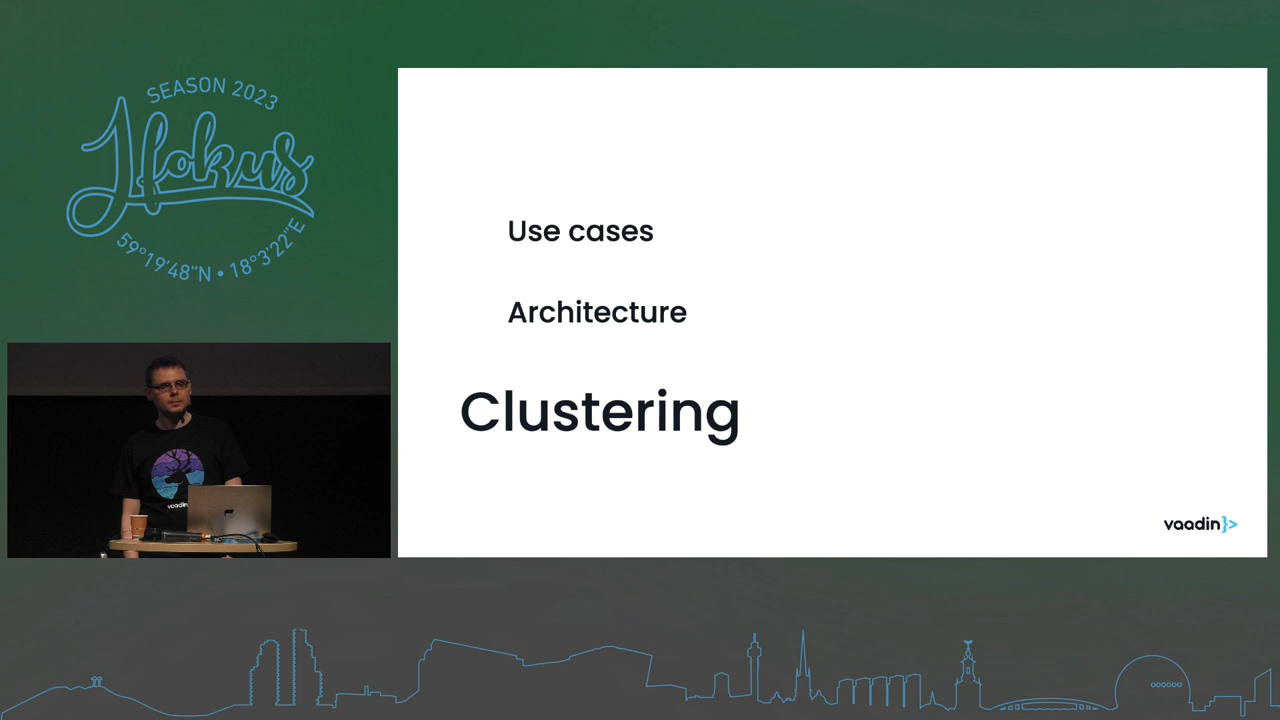 SEASON 2023
Jfokus
59°19'48"N • 18°3'22"E
Use cases
Architecture
Clustering
vaadin
vaadin}>